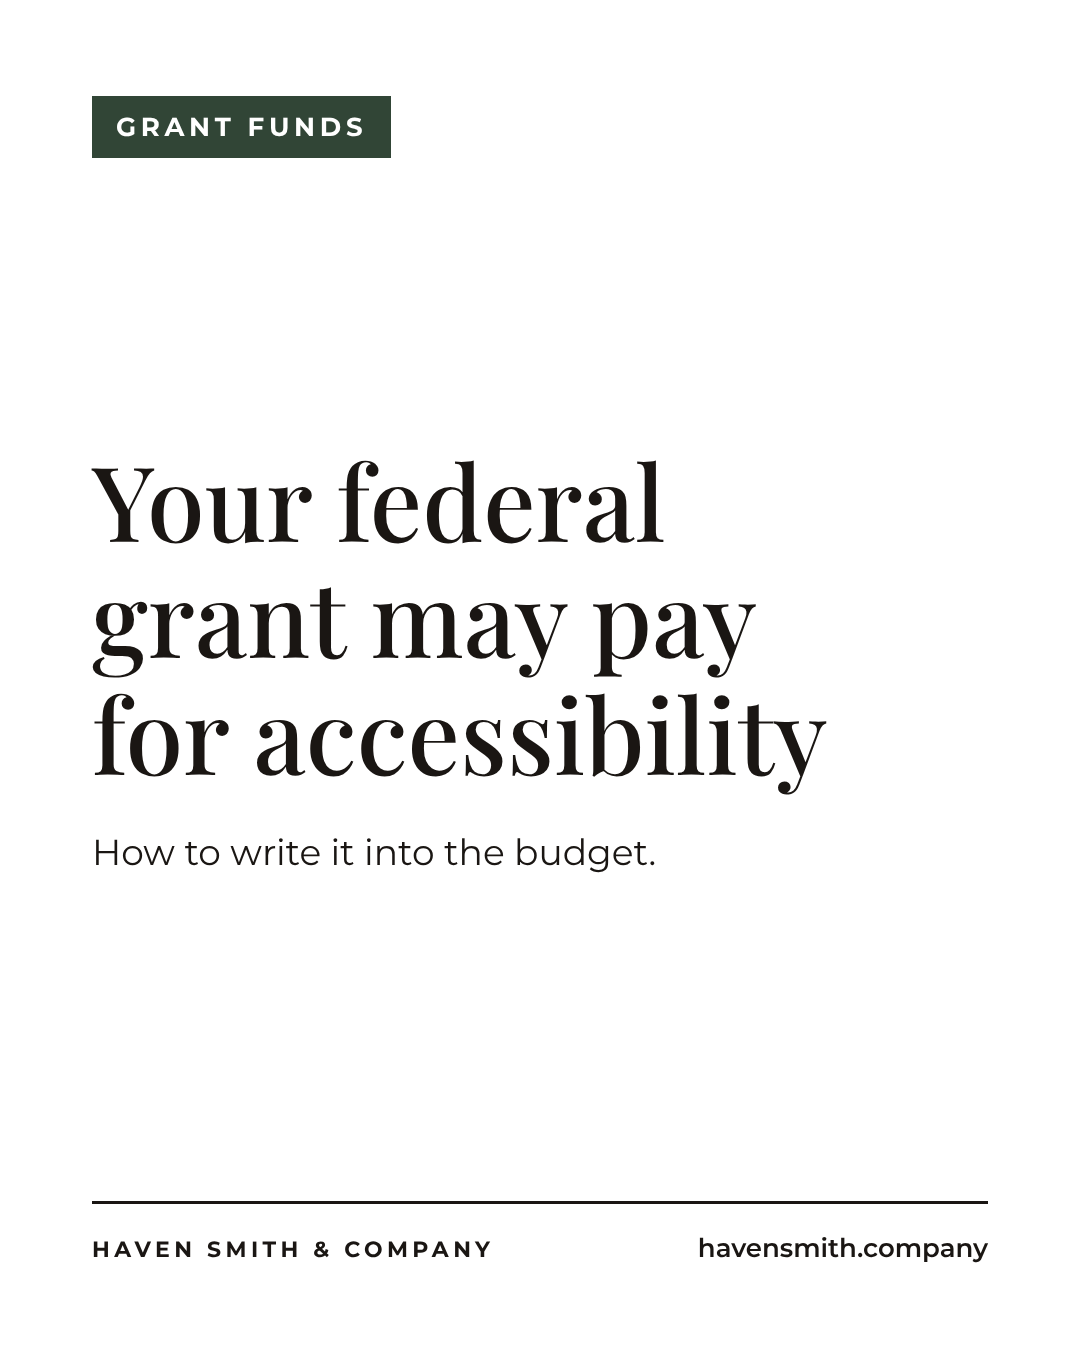 GRANT FUNDS
Your federal
grant may pay
for accessibility
How to write it into the budget.
HAVEN SMITH & COMPANY
havensmith.company